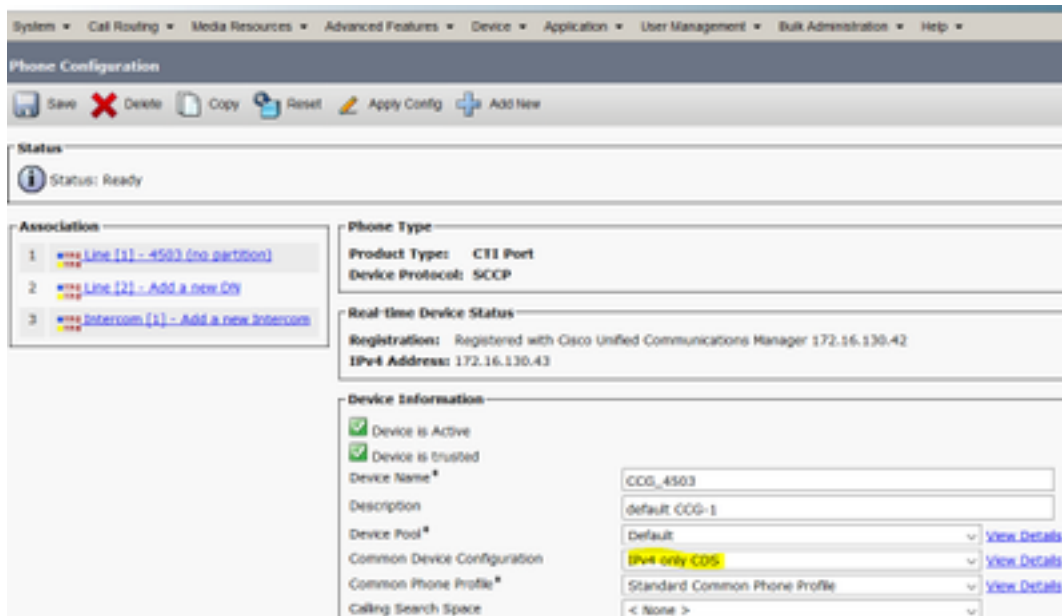 System Call Routing Media Resources Advanced Features Device Application User Management Bulk Administration Help
Phone Configuration
Save Delete Copy Reset Apply Config Add New
Status
Status: Ready
Association
1 Line [1] - 4503 (no partition)
2 Line [2] - Add a new DN
3 Intercom [1] - Add a new Intercom
Phone Type
Product Type: CTI Port
Device Protocol: SCCP
Real-time Device Status
Registration: Registered with Cisco Unified Communications Manager 172.16.130.42
IPv4 Address: 172.16.130.43
Device Information
Device is Active
Device is trusted
Device Name* CCG_4503
Description default CCG-1
Device Pool* Default View Details
Common Device Configuration IPv4 only CDS View Details
Common Phone Profile* Standard Common Phone Profile View Details
Calling Search Space < None >